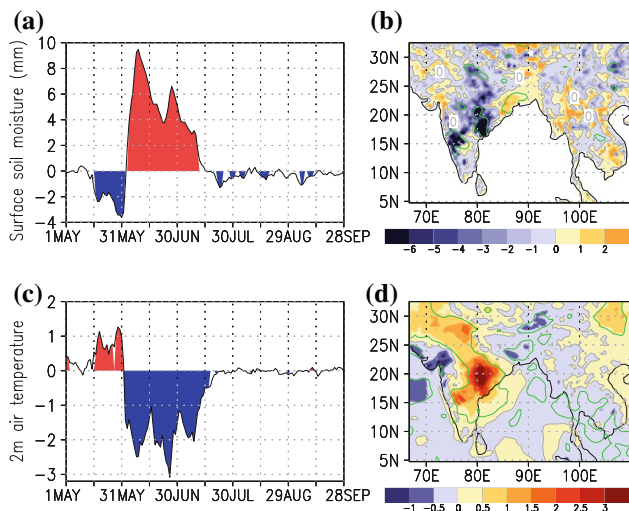 (a)
Surface soil moisture (mm)
10
8
6
4
2
0
−2
−4
1MAY 31MAY 30JUN 30JUL 29AUG 28SEP
(b)
30N
25N
20N
15N
10N
5N
0 0 0 0 0
70E 80E 90E 100E
−6 −5 −4 −3 −2 −1 0 1 2
(c)
2m air temperature
2
1
0
−1
−2
−3
1MAY 31MAY 30JUN 30JUL 29AUG 28SEP
(d)
30N
25N
20N
15N
10N
5N
70E 80E 90E 100E
−1 −0.5 0 0.5 1 1.5 2 2.5 3